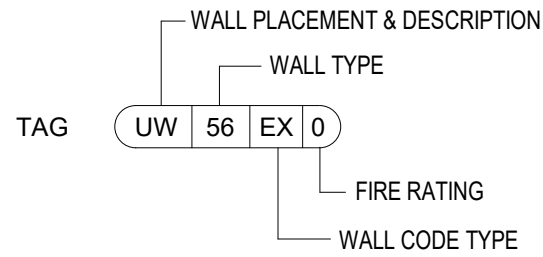 WALL PLACEMENT & DESCRIPTION
WALL TYPE
TAG UW 56 EX 0
FIRE RATING
WALL CODE TYPE